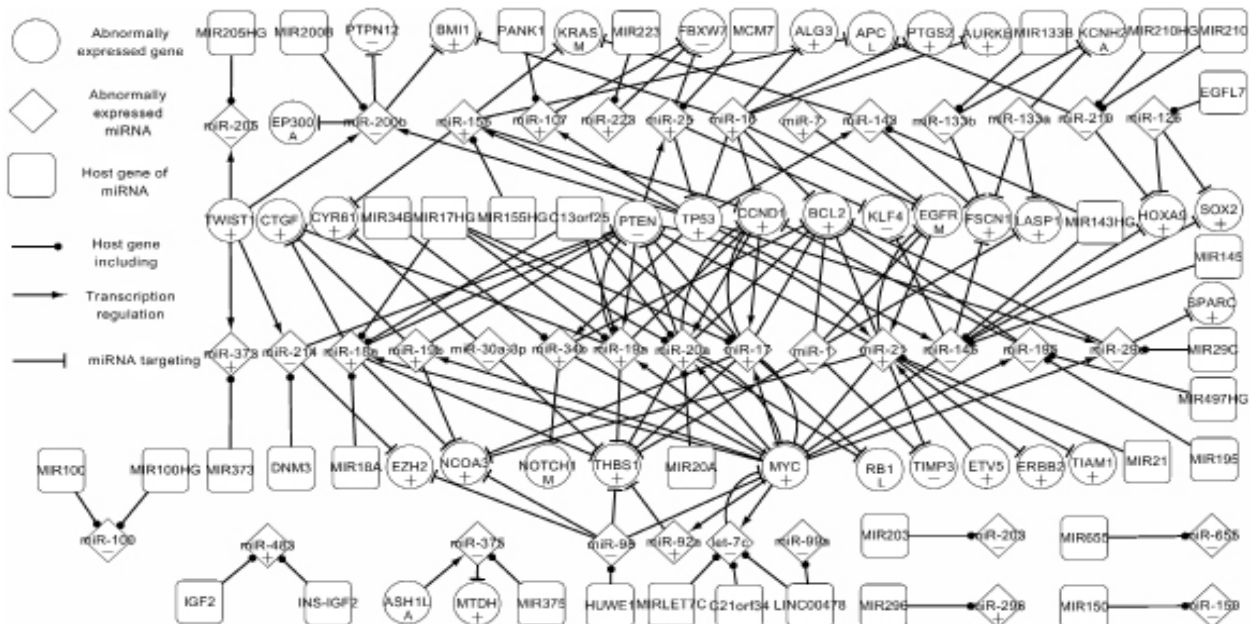 Abnormally
expressed gene
Abnormally
expressed
miRNA
Host gene of
miRNA
Host gene
including
Transcription
regulation
miRNA targeting
MIR205HG MIR200B PTPN12 − BMI1 + PANK1 KRAS M MIR223 FBXW7 − MCM7 ALG3 + APC L PTGS2 + AURKB + MIR133B KCNH2 A MIR210HG MIR210
EGFL7
miR-205 − EP300 A miR-200b − miR-155 + miR-107 + miR-223 + miR-25 + miR-16 + miR-7 + miR-143 − miR-133b − miR-133a − miR-210 − miR-126 −
TWIST1 + CTGF + CYR61 + MIR34B MIR17HG MIR155HG C13orf25 PTEN − TP53 + CCND1 + BCL2 + KLF4 − EGFR M FSCN1 + LASP1 + MIR143HG HOXA9 + SOX2 +
MIR145
SPARC +
miR-373 + miR-214 − miR-18a + miR-19b + miR-30a-3p miR-34b miR-19a + miR-20a + miR-17 + miR-1 − miR-21 + miR-145 − miR-195 − miR-29c − MIR29C
MIR497HG
MIR100 MIR100HG MIR373 DNM3 MIR18A EZH2 + NCOA3 + NOTCH1 M THBS1 + MIR20A MYC + RB1 L TIMP3 − ETV5 + ERBB2 + TIAM1 + MIR21 MIR195
miR-100 − miR-483 + miR-375 − miR-98 − miR-92a + let-7c − miR-99a − MIR203 miR-203 − MIR655 miR-655 −
IGF2 INS-IGF2 ASH1L A MTDH + MIR375 HUWE1 MIRLET7C C21orf34 LINC00478 MIR296 miR-296 + MIR150 miR-150 −